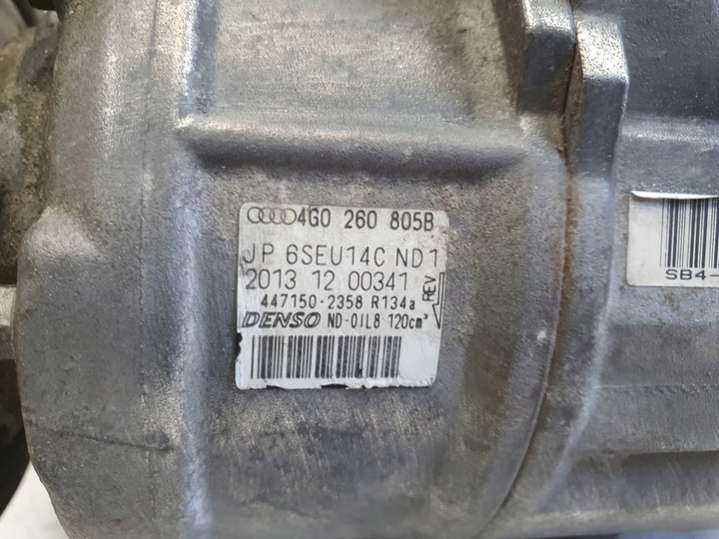 4G0 260 805B
JP 6SEU14C ND1
2013 12 00341
REV
447150-2358 R134a
DENSO ND-OIL8 120cm³
SB4-